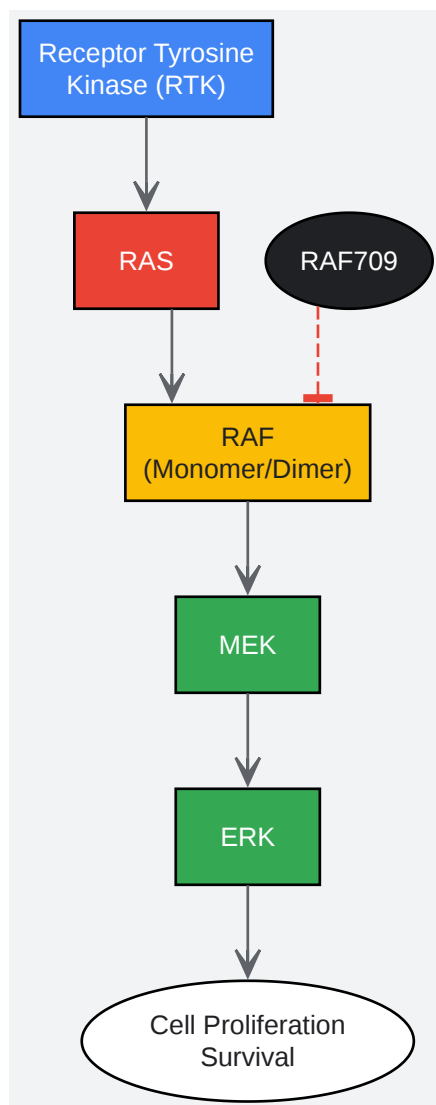 Receptor Tyrosine
Kinase (RTK)
RAS
RAF709
RAF
(Monomer/Dimer)
MEK
ERK
Cell Proliferation
Survival